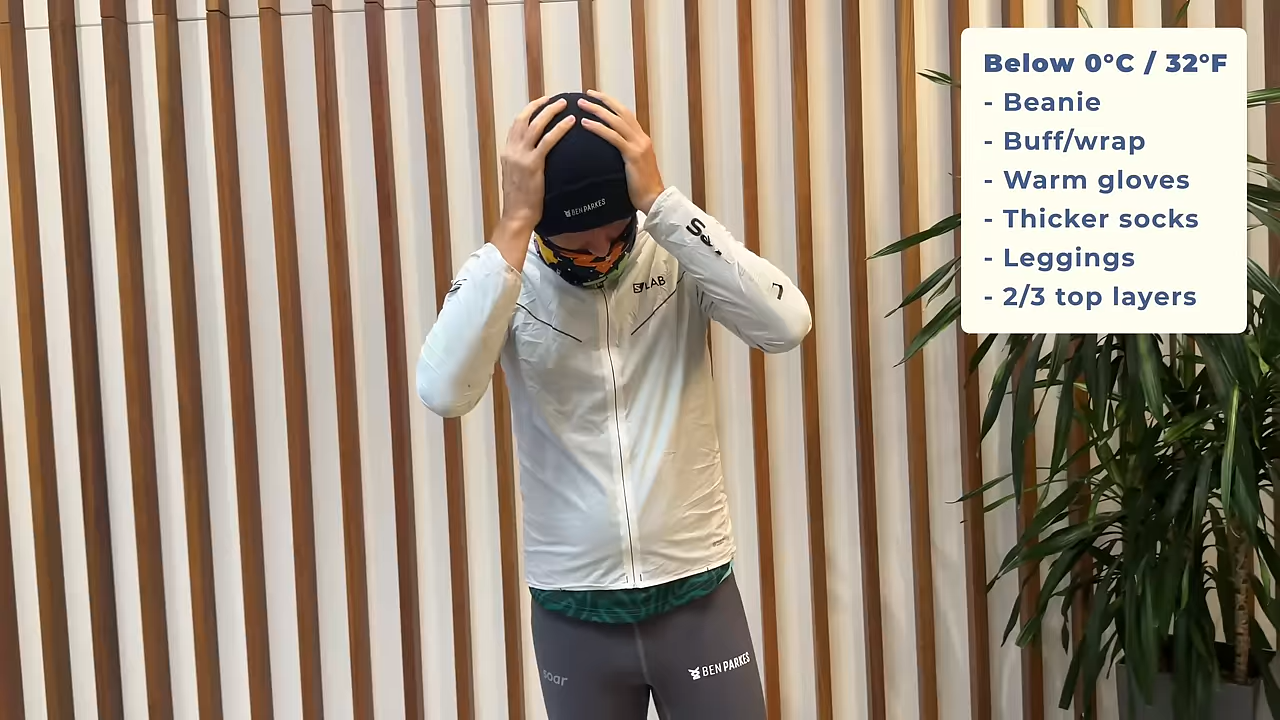 Below 0°C / 32°F
- Beanie
- Buff/wrap
- Warm gloves
- Thicker socks
- Leggings
- 2/3 top layers
BEN PARKES
S/LAB
S/
soar
BEN PARKES